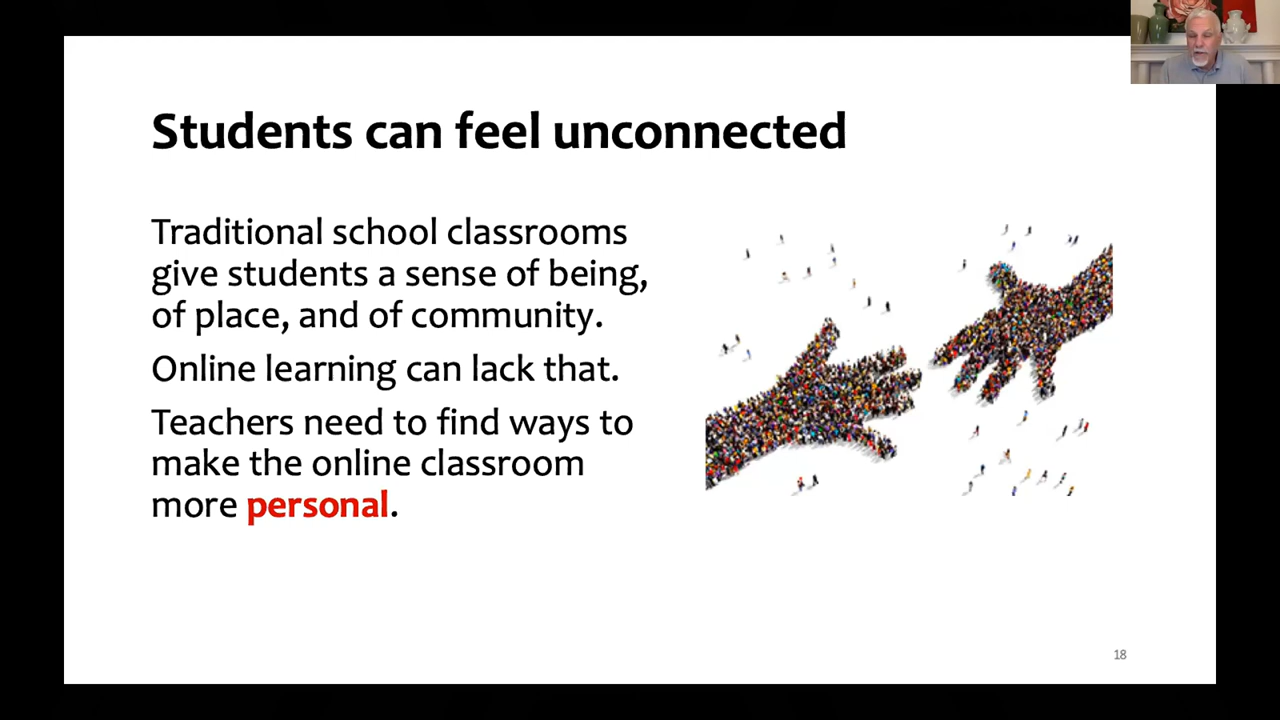 Students can feel unconnected
Traditional school classrooms
give students a sense of being,
of place, and of community.
Online learning can lack that.
Teachers need to find ways to
make the online classroom
more personal.
18